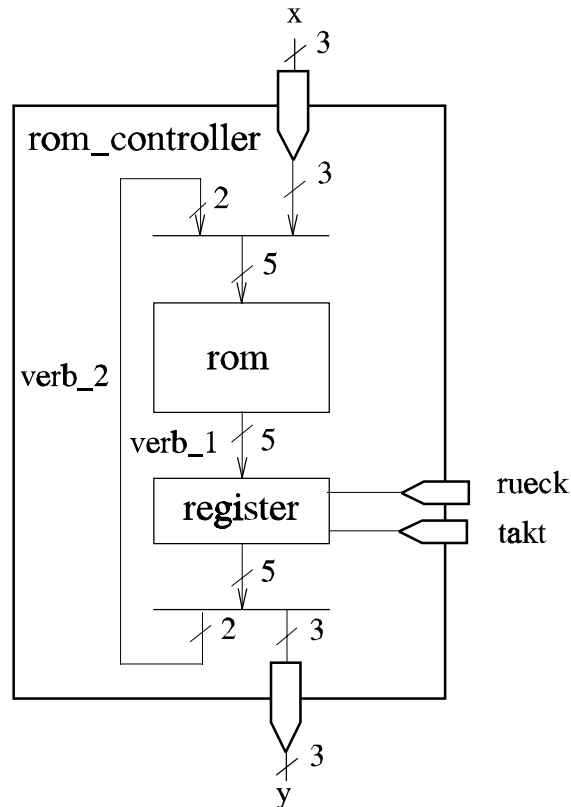 x
3
rom_controller
3
2
5
rom
verb_2
verb_1
5
rueck
register
takt
5
2
3
3
y